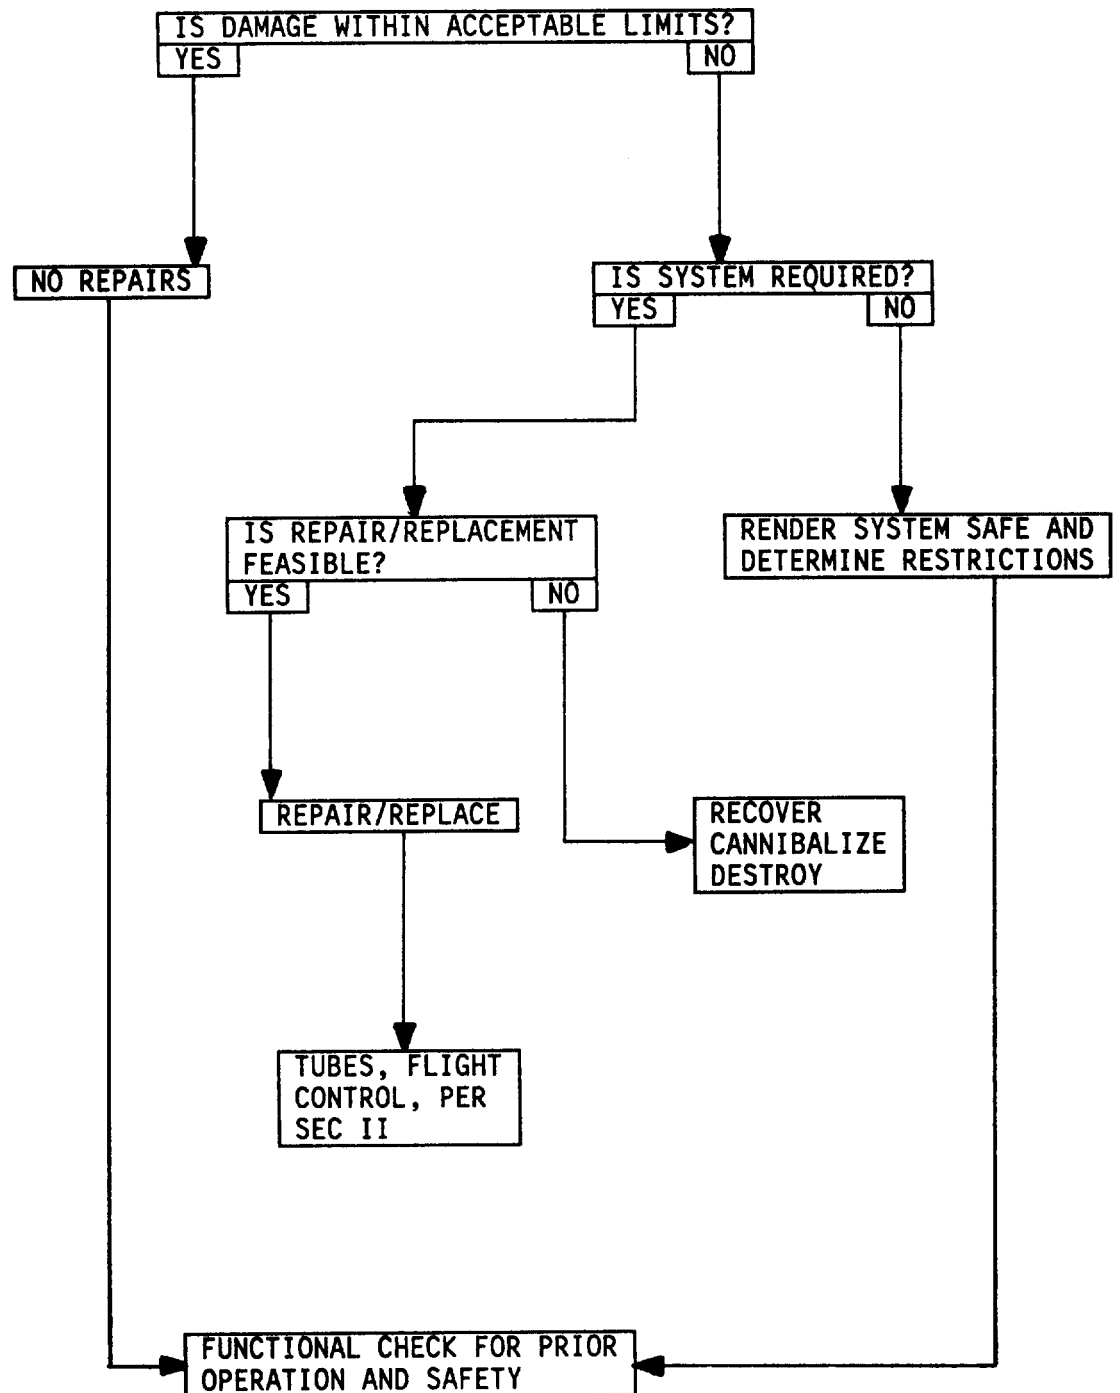 IS DAMAGE WITHIN ACCEPTABLE LIMITS?
YES
NO
NO REPAIRS
IS SYSTEM REQUIRED?
YES
NO
IS REPAIR/REPLACEMENT
FEASIBLE?
YES
NO
RENDER SYSTEM SAFE AND
DETERMINE RESTRICTIONS
REPAIR/REPLACE
RECOVER
CANNIBALIZE
DESTROY
TUBES, FLIGHT
CONTROL, PER
SEC II
FUNCTIONAL CHECK FOR PRIOR
OPERATION AND SAFETY